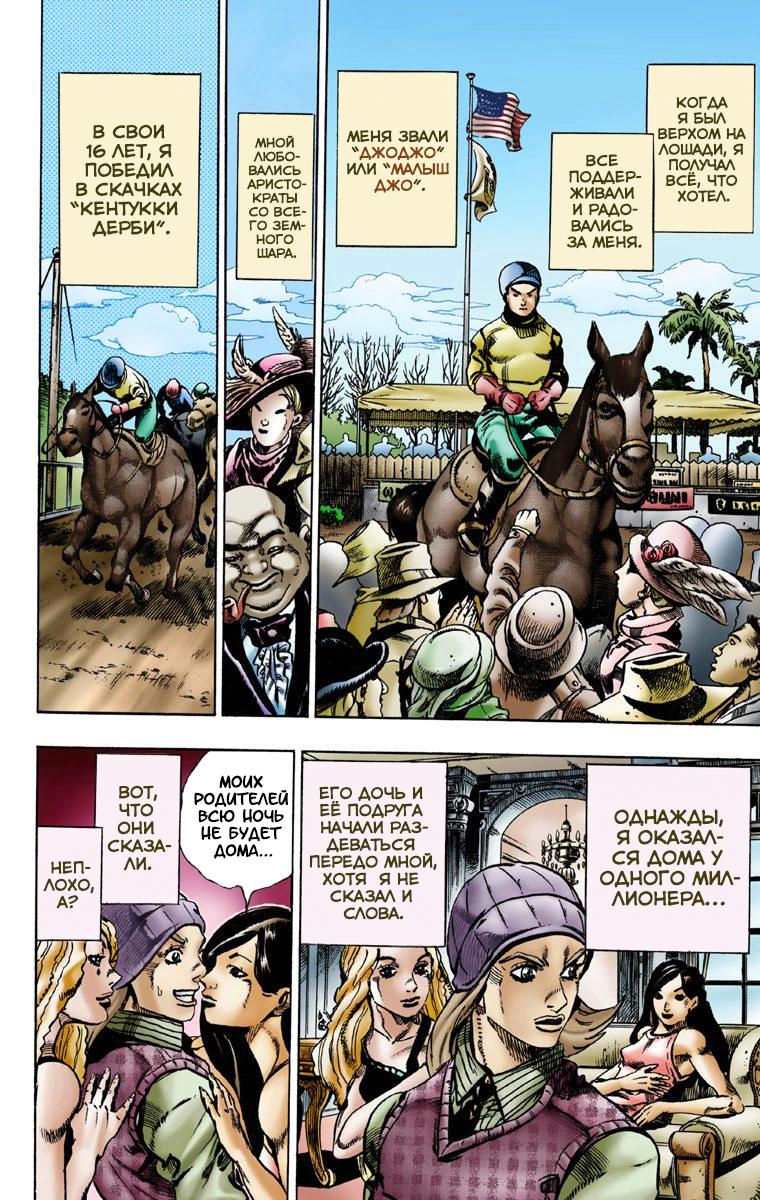 КОГДА
Я БЫЛ
ВЕРХОМ НА
ЛОШАДИ, Я
ПОЛУЧАЛ
ВСЁ, ЧТО
ХОТЕЛ.
ВСЕ
ПОДДЕР-
ЖИВАЛИ
И РАДО-
ВАЛИСЬ
ЗА МЕНЯ.
МЕНЯ ЗВАЛИ
"ДЖОДЖО"
ИЛИ "МАЛЫШ
ДЖО".
МНОЙ
ЛЮБО-
ВАЛИСЬ
АРИСТО-
КРАТЫ
СО ВСЕ-
ГО ЗЕМ-
НОГО
ШАРА.
В СВОИ
16 ЛЕТ, Я
ПОБЕДИЛ
В СКАЧКАХ
"КЕНТУККИ
ДЕРБИ".
ОДНАЖДЫ,
Я ОКАЗАЛ-
СЯ ДОМА У
ОДНОГО МИЛ-
ЛИОНЕРА...
ЕГО ДОЧЬ И
ЕЁ ПОДРУГА
НАЧАЛИ РАЗ-
ДЕВАТЬСЯ
ПЕРЕДО МНОЙ,
ХОТЯ Я НЕ
СКАЗАЛ И
СЛОВА.
МОИХ
РОДИТЕЛЕЙ
ВСЮ НОЧЬ
НЕ БУДЕТ
ДОМА...
ВОТ,
ЧТО
ОНИ
СКАЗА-
ЛИ.
НЕП-
ЛОХО,
А?